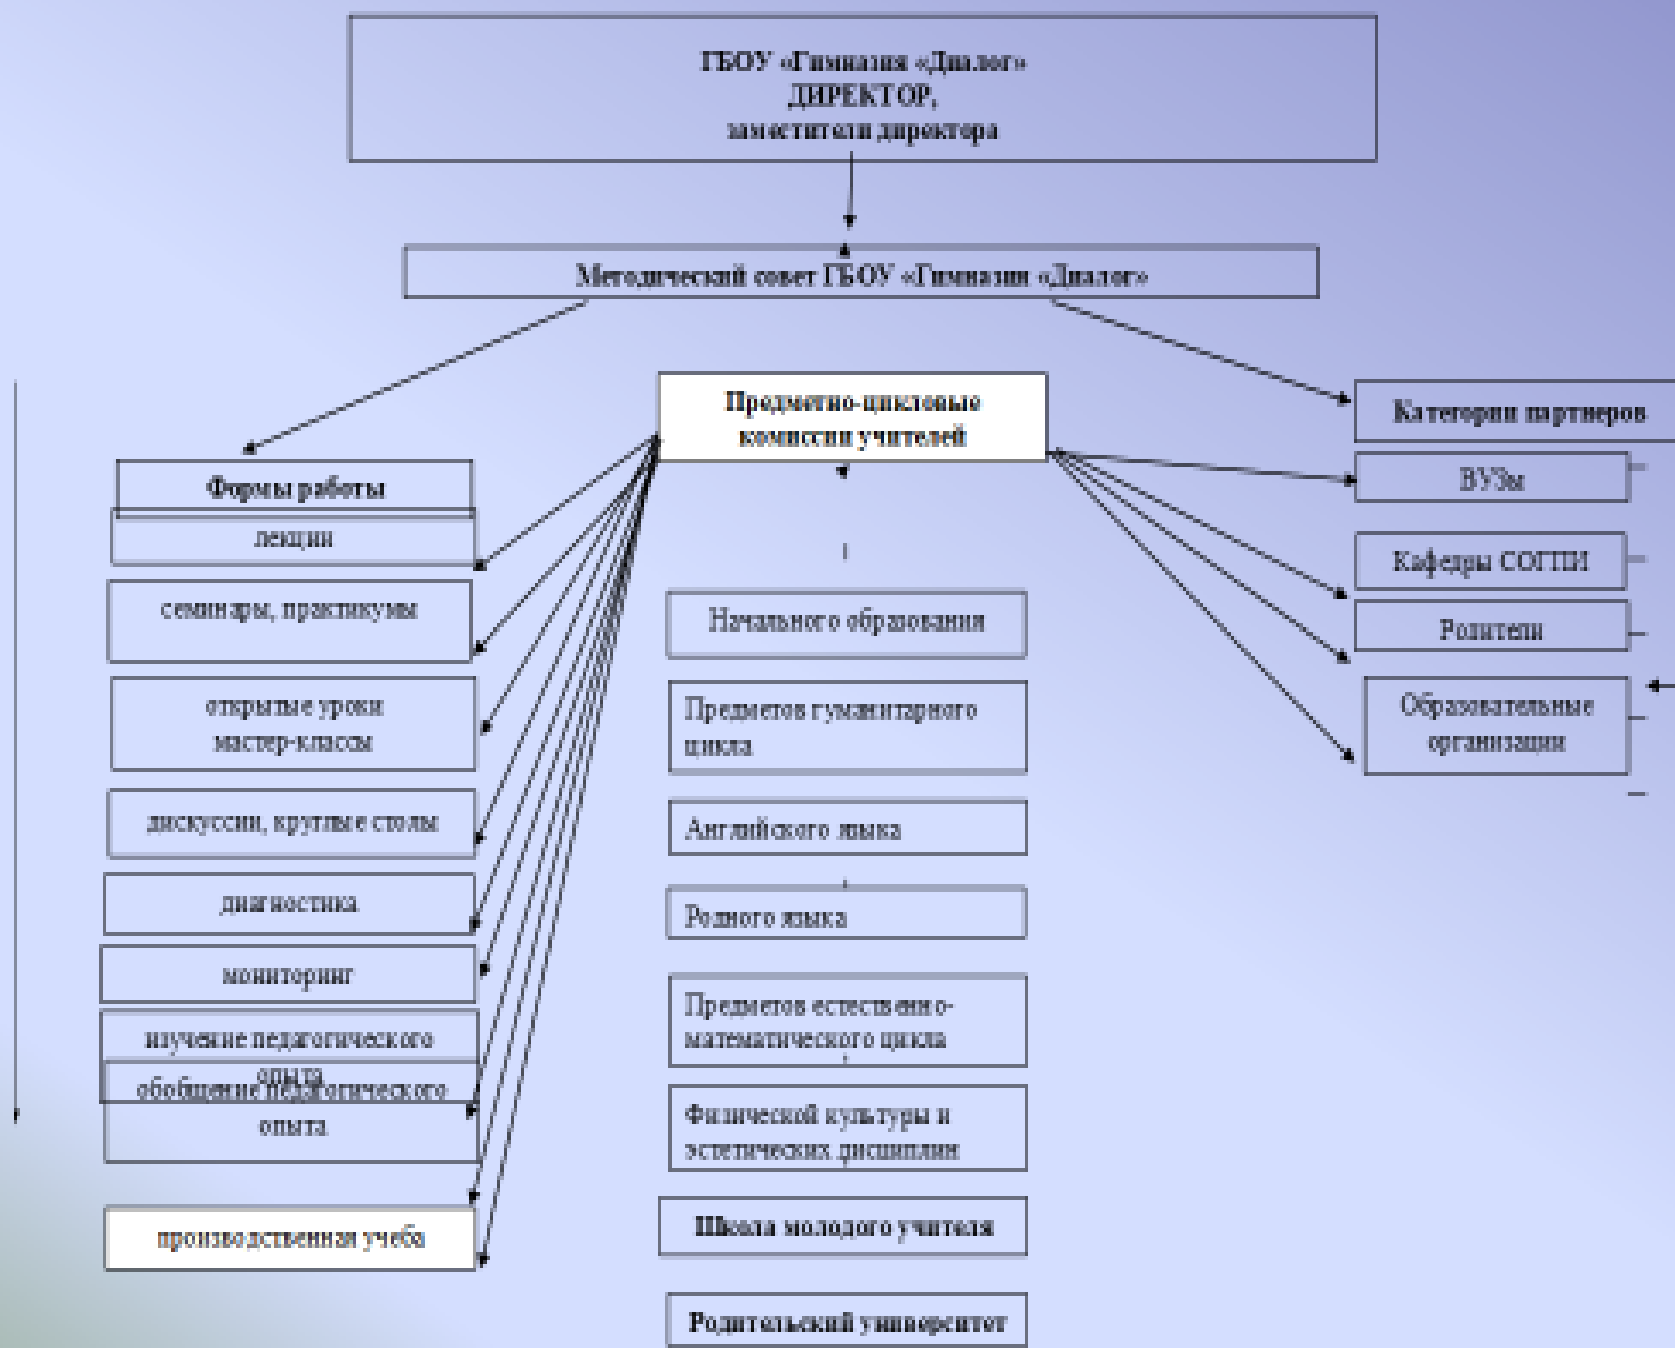 ГБОУ «Гимназия «Диалог»
ДИРЕКТОР,
заместители директора
Методический совет ГБОУ «Гимназия «Диалог»
Формы работы
лекции
семинары, практикумы
открытые уроки
мастер-классы
дискуссии, круглые столы
диагностика
мониторинг
изучение педагогического
опыта
обобщение педагогического
опыта
производственная учеба
Предметно-цикловые
комиссии учителей
Начального образования
Предметов гуманитарного
цикла
Английского языка
Родного языка
Предметов естественно-
математического цикла
Физической культуры и
эстетических дисциплин
Школа молодого учителя
Родительский университет
Категории партнеров
ВУЗы
Кафедры СОГПИ
Родители
Образовательные
организации